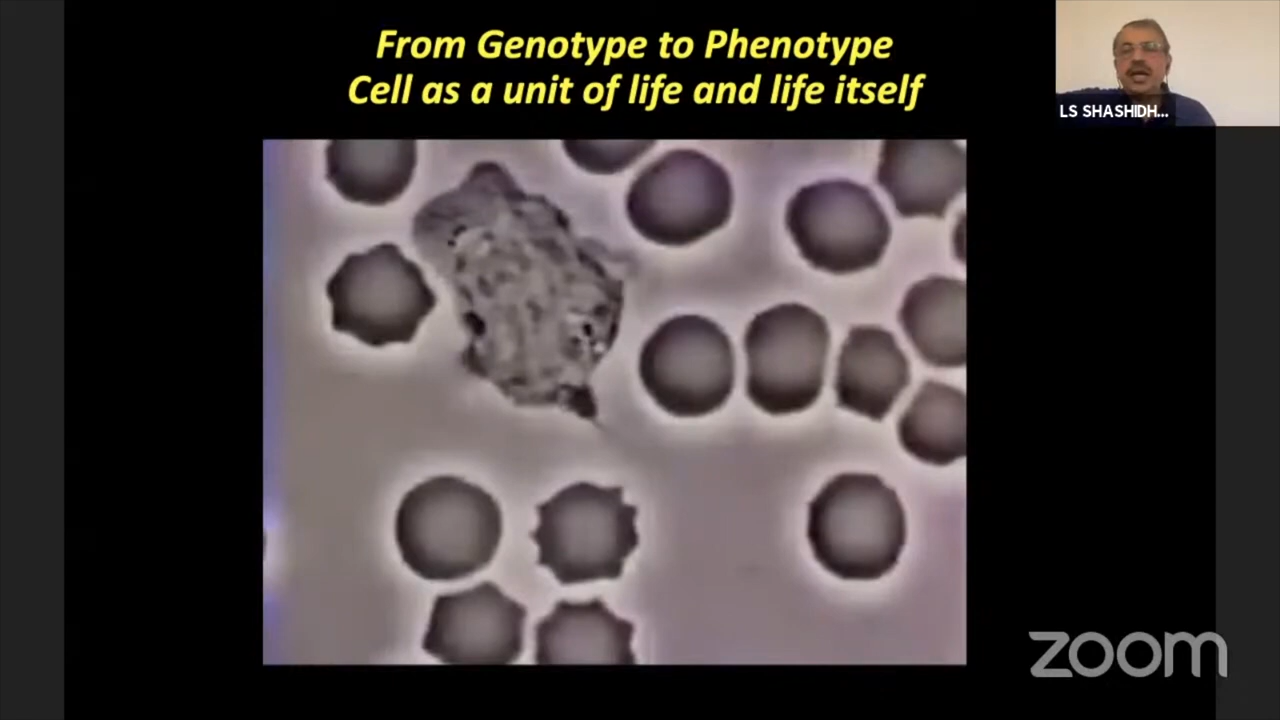 From Genotype to Phenotype
Cell as a unit of life and life itself
LS SHASHIDH...
zoom